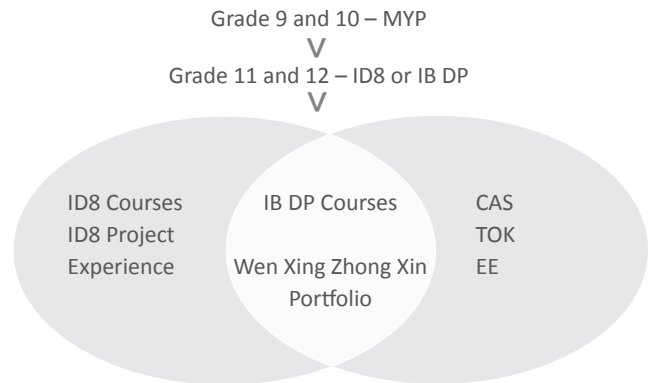 Grade 9 and 10 – MYP
Grade 11 and 12 – ID8 or IB DP
ID8 Courses
ID8 Project
Experience
IB DP Courses
Wen Xing Zhong Xin
Portfolio
CAS
TOK
EE